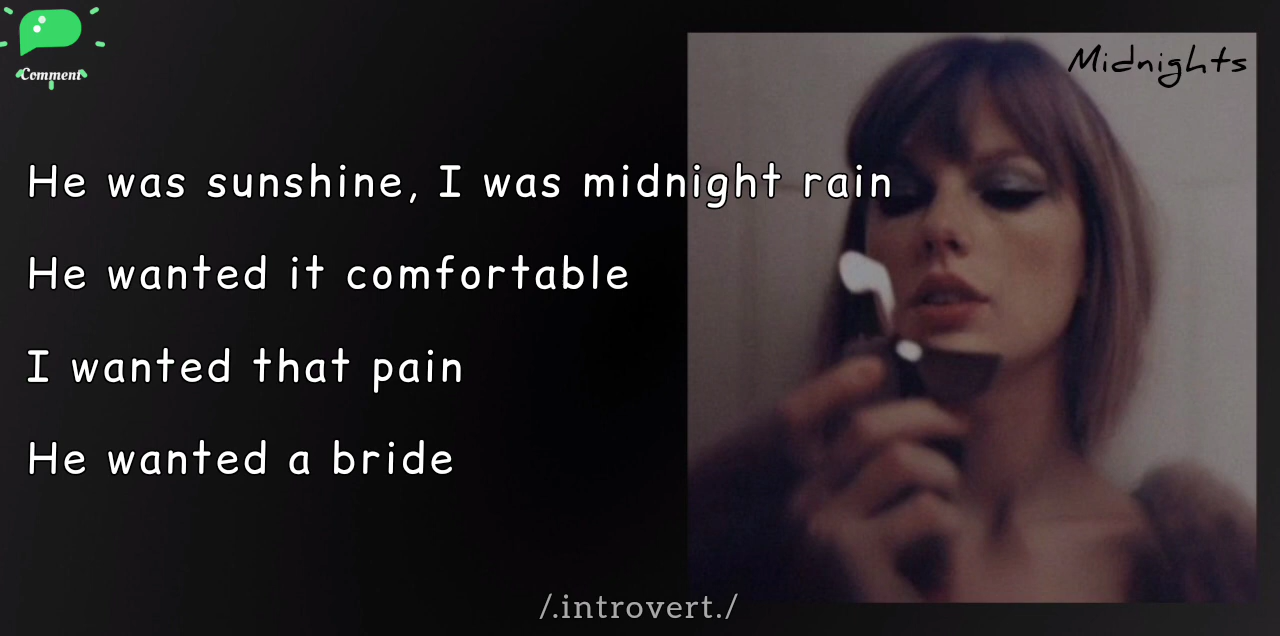 Comment
Midnights
He was sunshine, I was midnight rain
He wanted it comfortable
I wanted that pain
He wanted a bride
/.introvert./